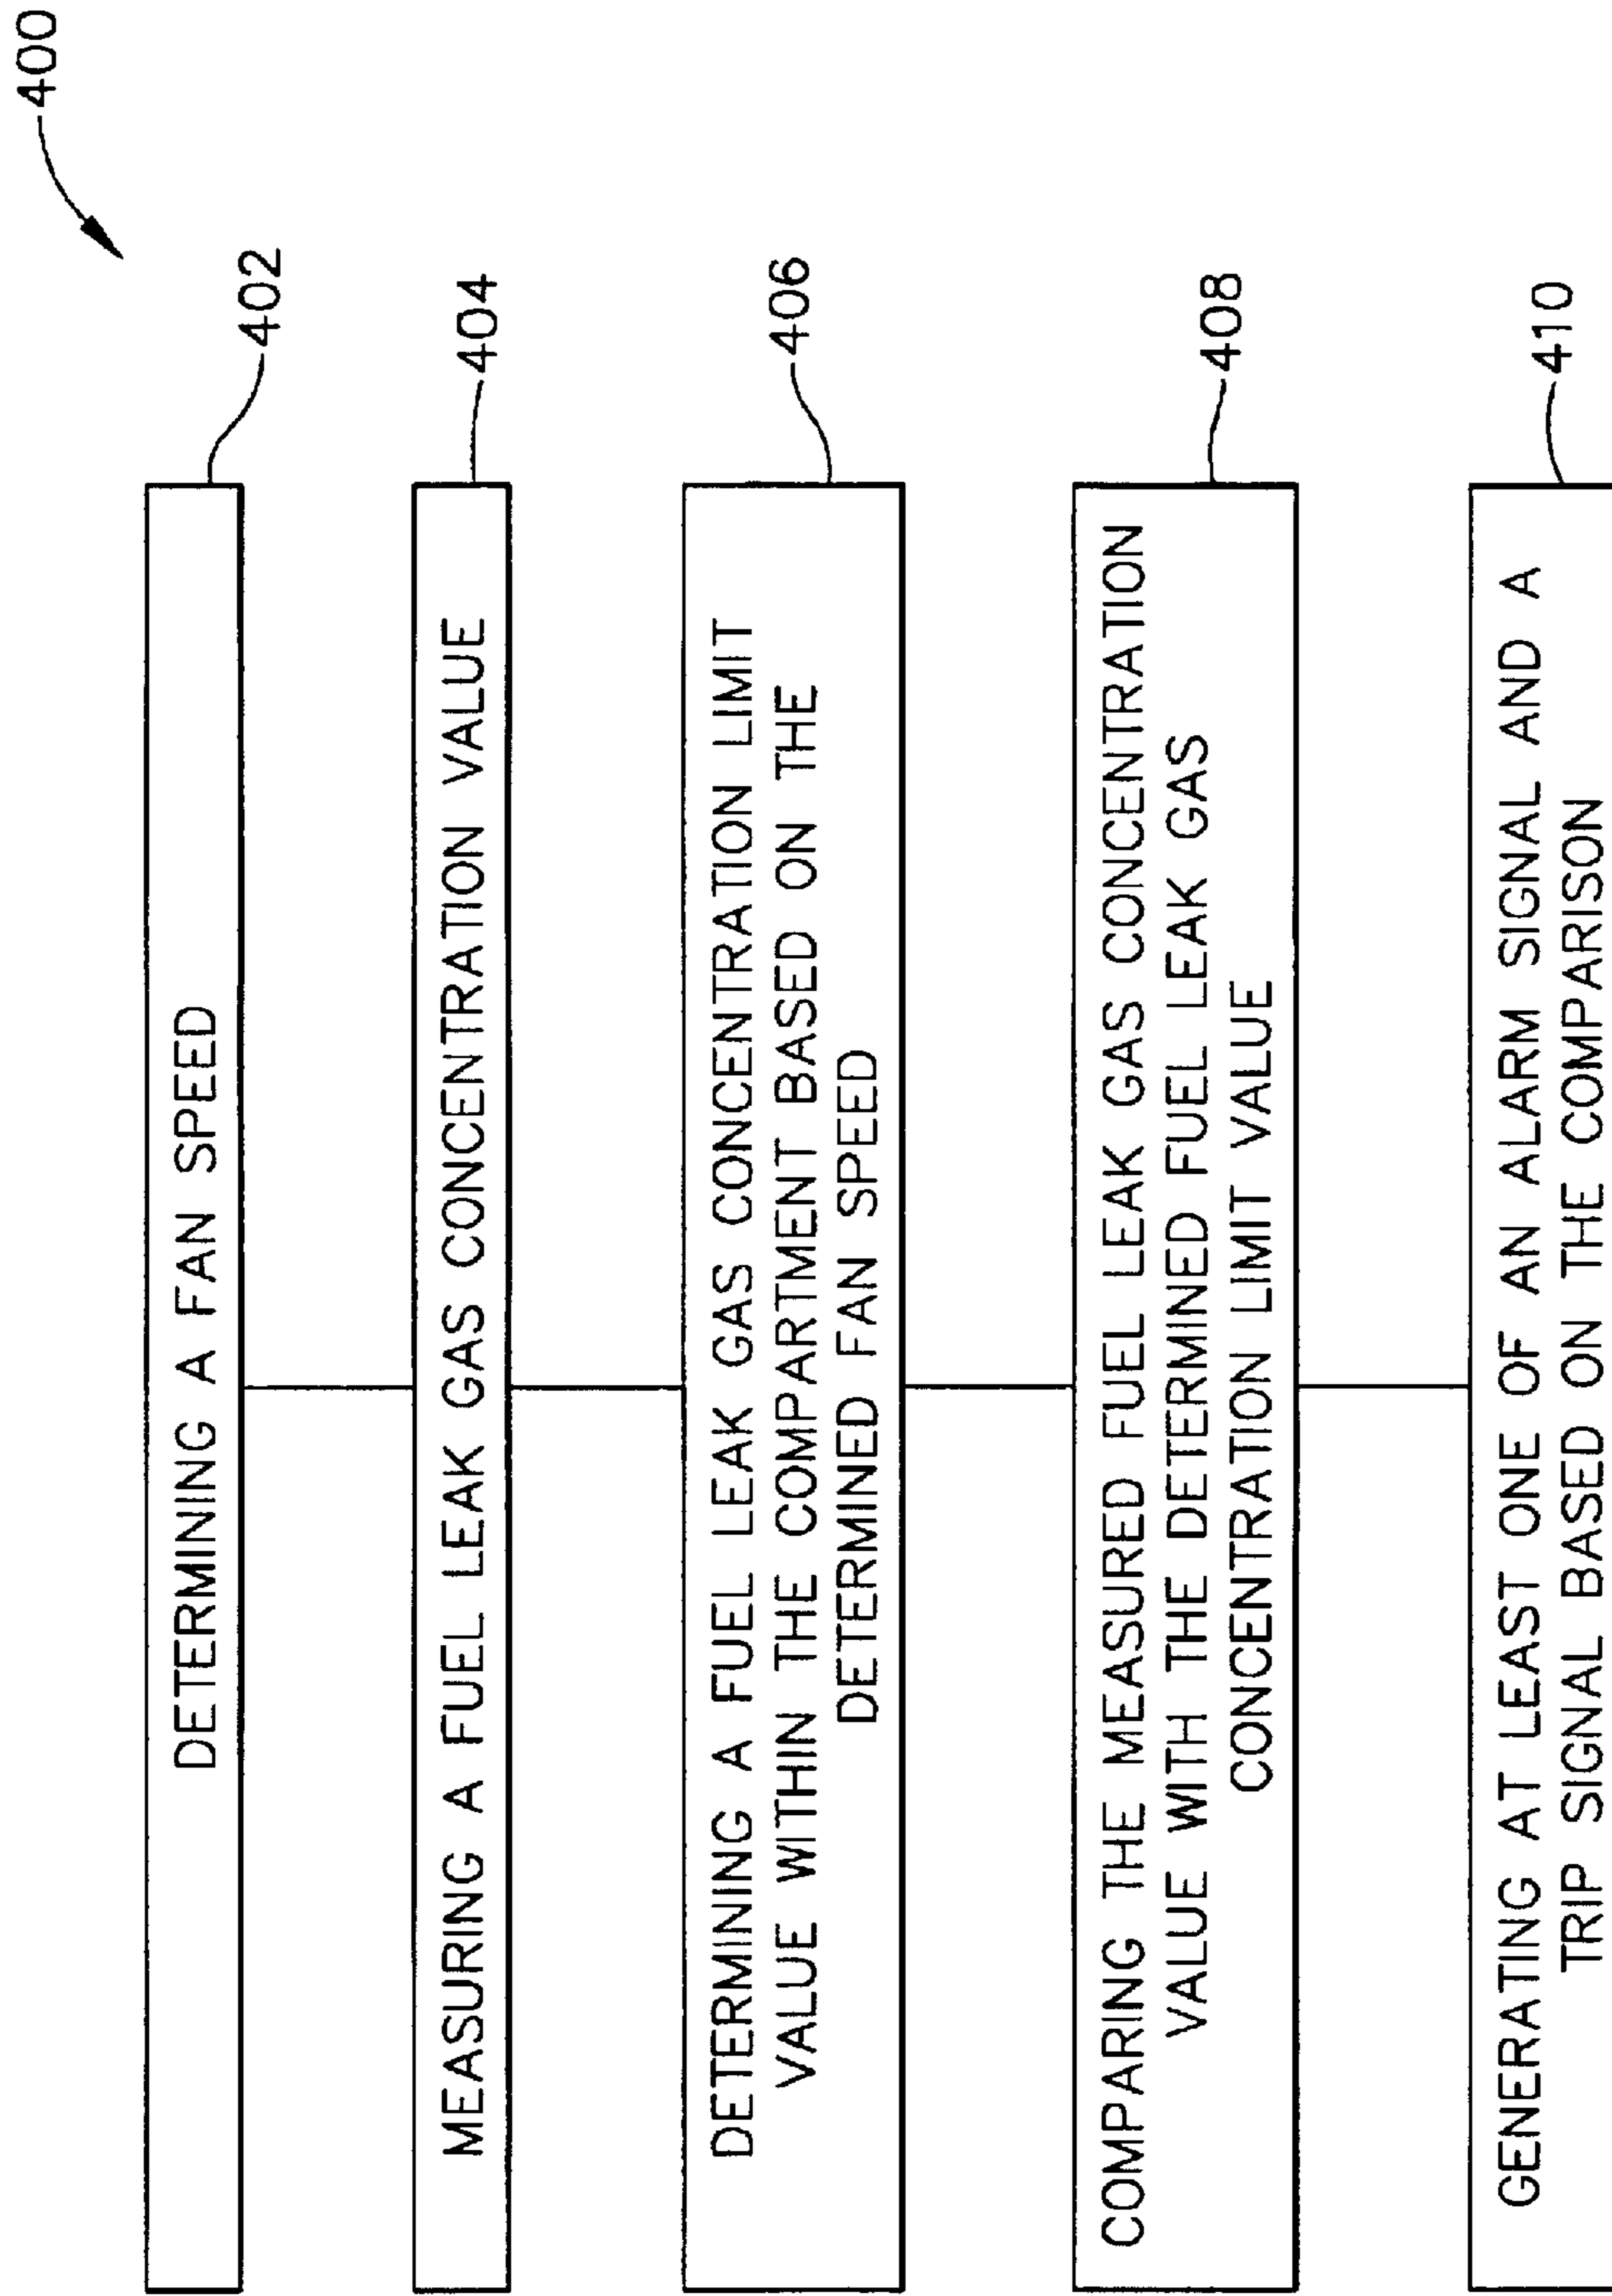 400
DETERMINING A FAN SPEED
402
MEASURING A FUEL LEAK GAS CONCENTRATION VALUE
404
DETERMINING A FUEL LEAK GAS CONCENTRATION LIMIT
VALUE WITHIN THE COMPARTMENT BASED ON THE
DETERMINED FAN SPEED
406
COMPARING THE MEASURED FUEL LEAK GAS CONCENTRATION
VALUE WITH THE DETERMINED FUEL LEAK GAS
CONCENTRATION LIMIT VALUE
408
GENERATING AT LEAST ONE OF AN ALARM SIGNAL AND A
TRIP SIGNAL BASED ON THE COMPARISON
410